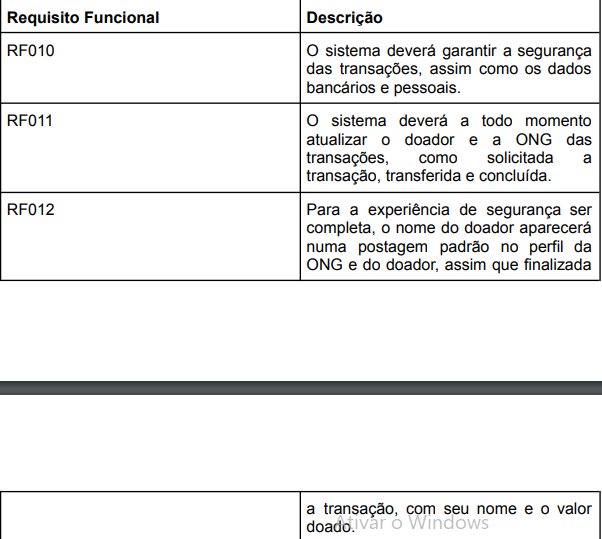 Requisito Funcional Descrição
RF010 O sistema deverá garantir a segurança
das transações, assim como os dados
bancários e pessoais.
RF011 O sistema deverá a todo momento
atualizar o doador e a ONG das
transações, como solicitada a
transação, transferida e concluída.
RF012 Para a experiência de segurança ser
completa, o nome do doador aparecerá
numa postagem padrão no perfil da
ONG e do doador, assim que finalizada
a transação, com seu nome e o valor
doado.
Ativar o Windows